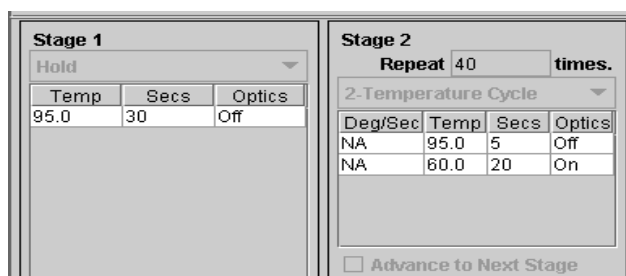 Stage 1
Hold
Temp Secs Optics
95.0 30 Off
Stage 2
Repeat 40 times.
2-Temperature Cycle
Deg/Sec Temp Secs Optics
NA 95.0 5 Off
NA 60.0 20 On
Advance to Next Stage